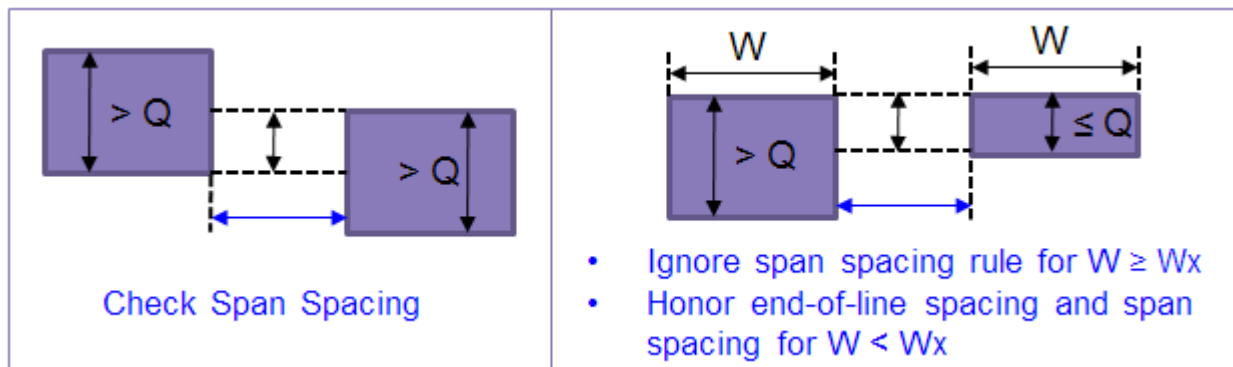 > Q
> Q
Check Span Spacing
W
W
> Q
≤ Q
• Ignore span spacing rule for W ≥ Wx
• Honor end-of-line spacing and span
spacing for W < Wx